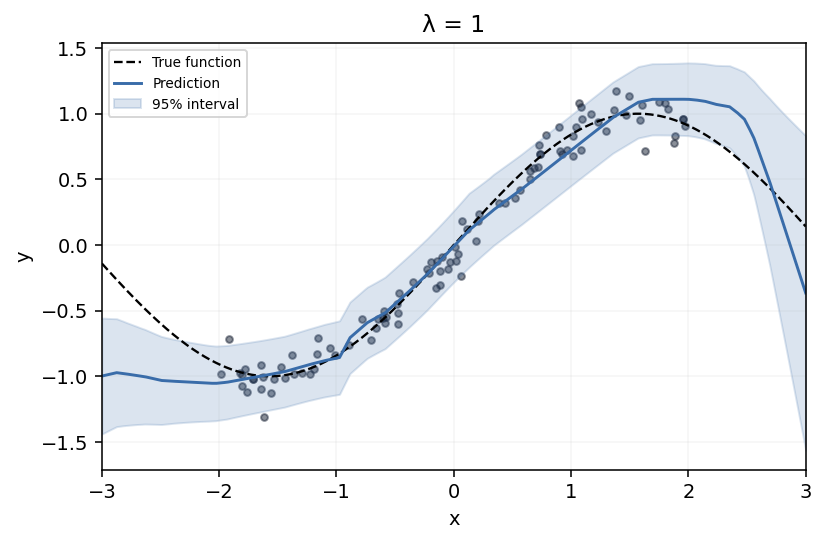 λ = 1
True function
Prediction
95% interval
1.5
1.0
0.5
0.0
−0.5
−1.0
−1.5
y
−3 −2 −1 0 1 2 3
x